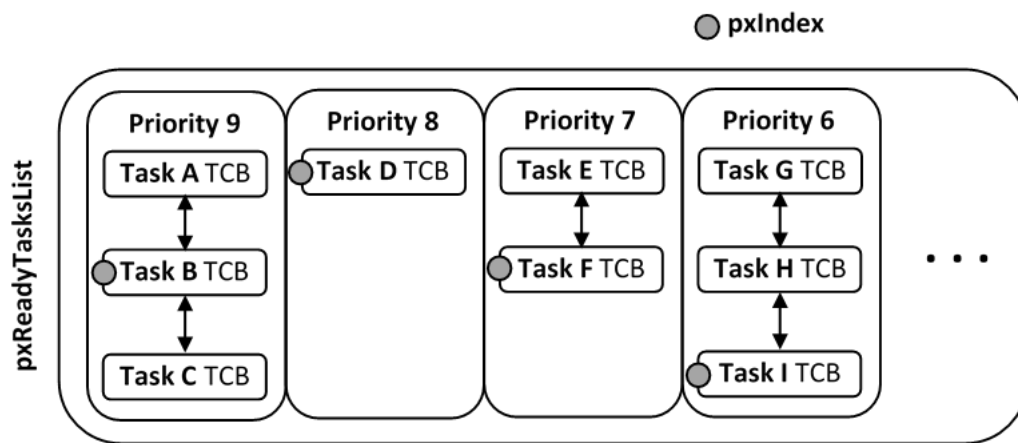 pxIndex
pxReadyTasksList
Priority 9
Task A TCB
Task B TCB
Task C TCB
Priority 8
Task D TCB
Priority 7
Task E TCB
Task F TCB
Priority 6
Task G TCB
Task H TCB
Task I TCB
. . .